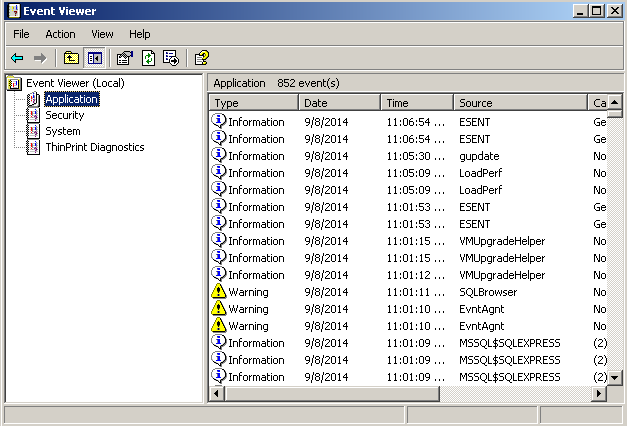 Event Viewer
File Action View Help
Event Viewer (Local)
Application
Security
System
ThinPrint Diagnostics
Application 852 event(s)
Type Date Time Source Ca
Information 9/8/2014 11:06:54 ... ESENT Ge
Information 9/8/2014 11:06:54 ... ESENT Ge
Information 9/8/2014 11:05:30 ... gupdate No
Information 9/8/2014 11:05:09 ... LoadPerf No
Information 9/8/2014 11:05:09 ... LoadPerf No
Information 9/8/2014 11:01:53 ... ESENT Ge
Information 9/8/2014 11:01:53 ... ESENT Ge
Information 9/8/2014 11:01:15 ... VMUpgradeHelper No
Information 9/8/2014 11:01:15 ... VMUpgradeHelper No
Information 9/8/2014 11:01:12 ... VMUpgradeHelper No
Warning 9/8/2014 11:01:11 ... SQLBrowser No
Warning 9/8/2014 11:01:10 ... EvntAgnt No
Warning 9/8/2014 11:01:10 ... EvntAgnt No
Information 9/8/2014 11:01:09 ... MSSQL$SQLEXPRESS (2)
Information 9/8/2014 11:01:09 ... MSSQL$SQLEXPRESS (2)
Information 9/8/2014 11:01:09 ... MSSQL$SQLEXPRESS (2)